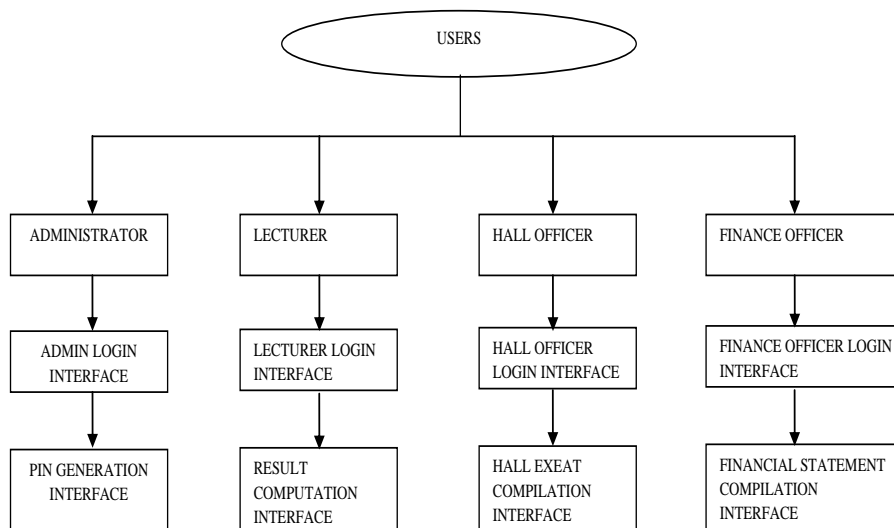 USERS
ADMINISTRATOR
LECTURER
HALL OFFICER
FINANCE OFFICER
ADMIN LOGIN
INTERFACE
LECTURER LOGIN
INTERFACE
HALL OFFICER
LOGIN INTERFACE
FINANCE OFFICER LOGIN
INTERFACE
PIN GENERATION
INTERFACE
RESULT
COMPUTATION
INTERFACE
HALL EXEAT
COMPILATION
INTERFACE
FINANCIAL STATEMENT
COMPILATION
INTERFACE